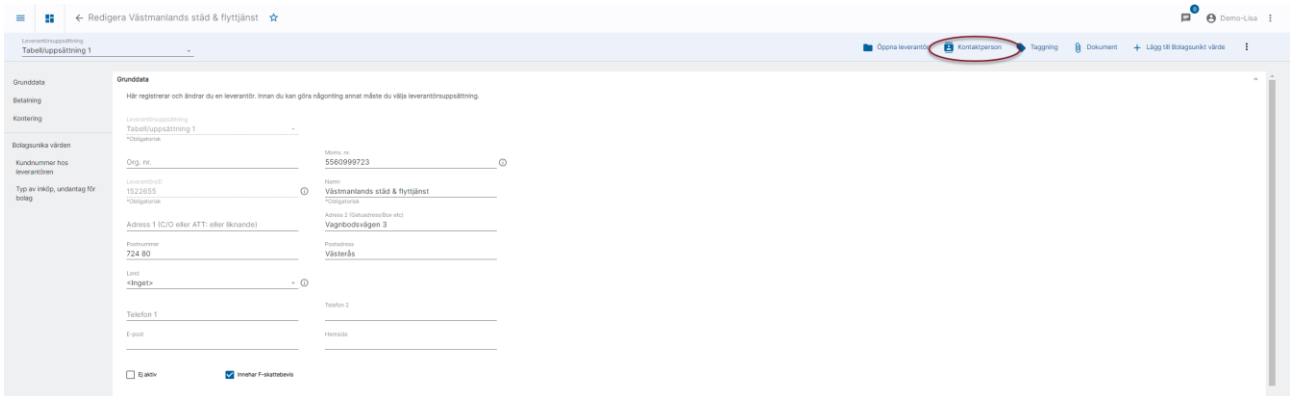 Redigera Västmanlands städ & flyttjänst
0
Demo-Lisa
Leverantörsuppsättning
Tabell/uppsättning 1
Öppna leverantör
Kontaktperson
Taggning
Dokument
+ Lägg till Bolagsunikt värde
Grunddata
Betalning
Kontering
Bolagsunika värden
Kundnummer hos
leverantören
Typ av inköp, undantag för
bolag
Grunddata
Här registrerar och ändrar du en leverantör. Innan du kan göra någonting annat måste du välja leverantörsuppsättning.
Leverantörsuppsättning
Tabell/uppsättning 1
*Obligatorisk
Org. nr.
Moms. nr.
5560999723
LeverantörsID
1522655
*Obligatorisk
Namn
Västmanlands städ & flyttjänst
*Obligatorisk
Adress 1 (C/O eller ATT: eller liknande)
Adress 2 (Gatuadress/Box etc)
Vagnbodsvägen 3
Postnummer
724 80
Postadress
Västerås
Land
<Inget>
Telefon 1
Telefon 2
E-post
Hemsida
Ej aktiv
Innehar F-skattebevis